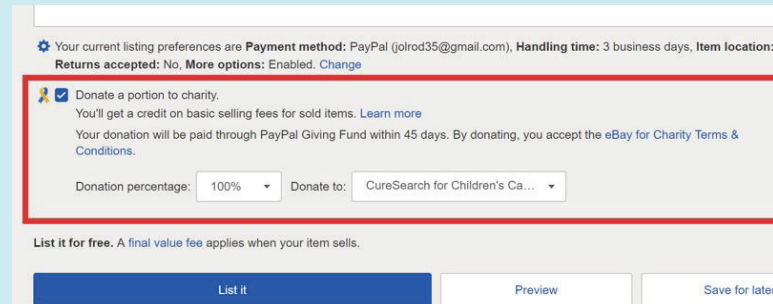 Your current listing preferences are Payment method: PayPal (jolrod35@gmail.com), Handling time: 3 business days, Item location:
Returns accepted: No, More options: Enabled. Change
Donate a portion to charity.
You'll get a credit on basic selling fees for sold items. Learn more
Your donation will be paid through PayPal Giving Fund within 45 days. By donating, you accept the eBay for Charity Terms &
Conditions.
Donation percentage: 100% Donate to: CureSearch for Children's Ca...
List it for free. A final value fee applies when your item sells.
List it Preview Save for later